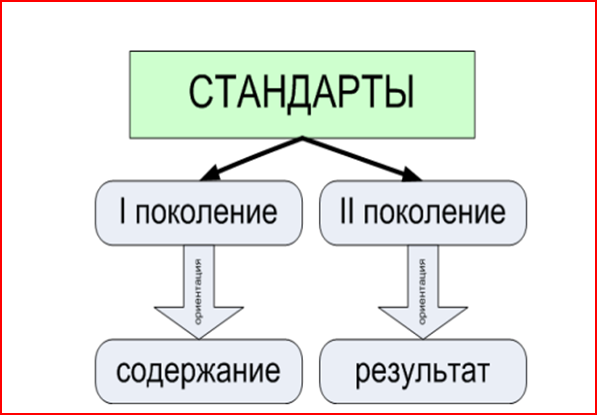 СТАНДАРТЫ
I поколение
II поколение
ориентация
ориентация
содержание
результат